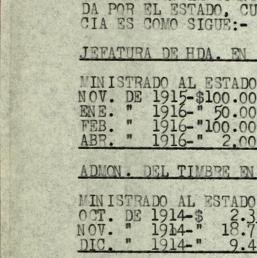 DA POR EL ESTADO, CU
CIA ES COMO SIGUE:-
JEFATURA DE HDA. EN
MINISTRADO AL ESTADO
NOV. DE 1915-$100.00
ENE. " 1916-" 50.00
FEB. " 1916-"100.00
ABR. " 1916-" 2.00
ADMON. DEL TIMBRE EN
MINISTRADO AL ESTADO
OCT. DE 1914-$ 2.3
NOV. " 1914-" 18.7
DIC. " 1914-" 9.4